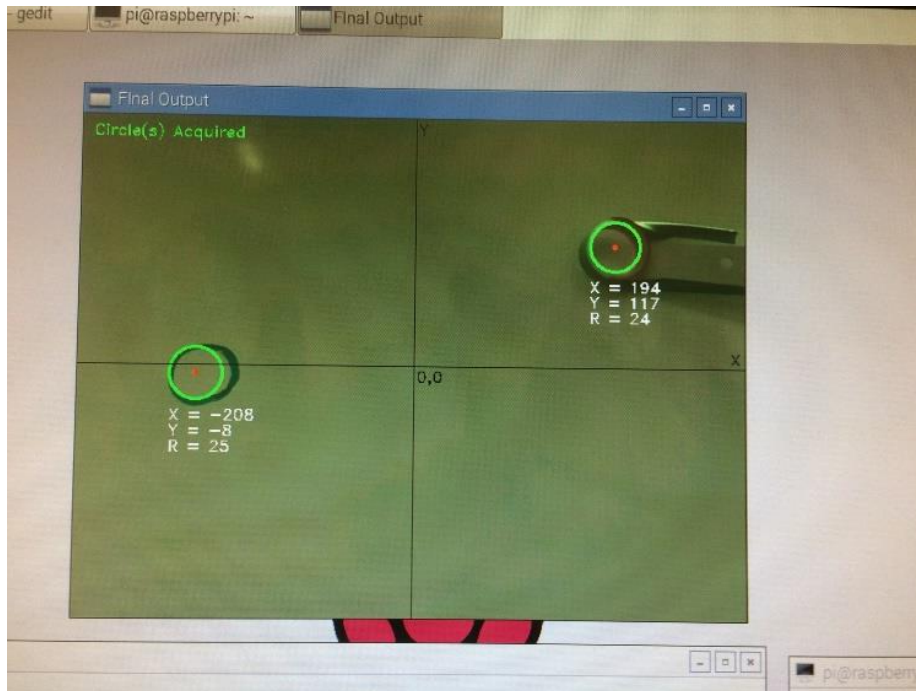 - gedit
pi@raspberrypi: ~
Final Output
Final Output
Circle(s) Acquired
Y
X = 194
Y = 117
R = 24
X
0,0
X = -208
Y = -8
R = 25
pi@raspberr